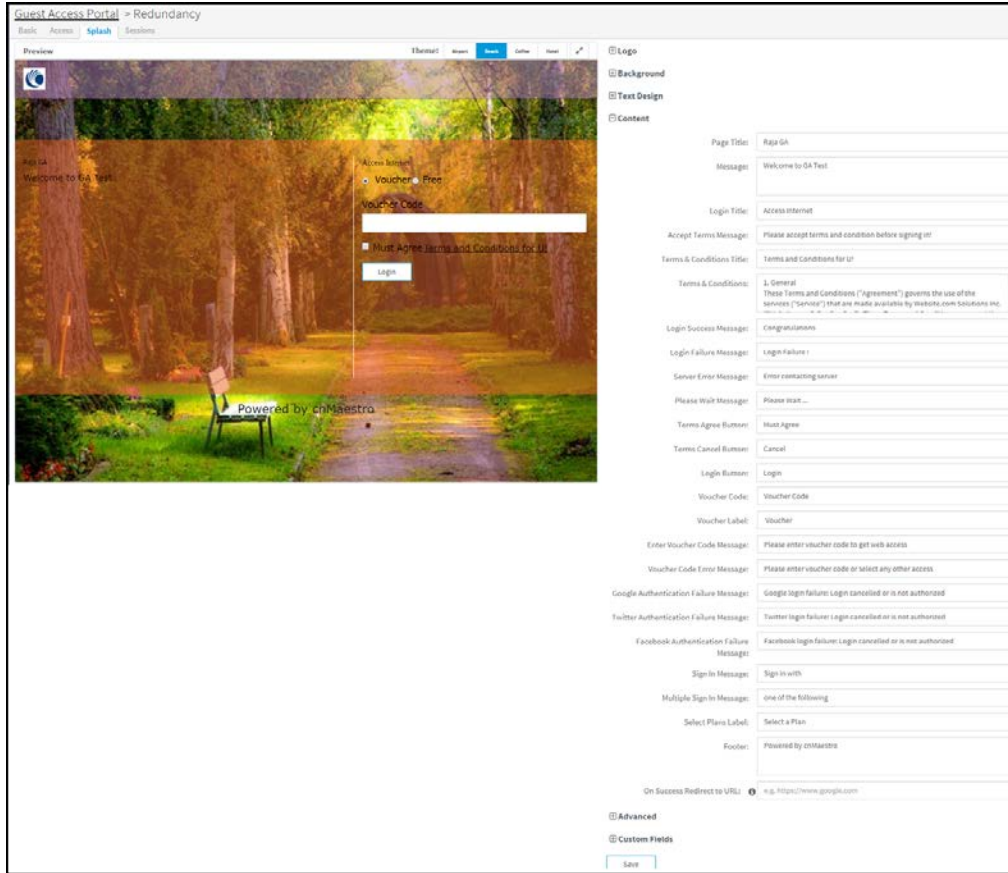 Guest Access Portal > Redundancy
Basic Access Splash Sessions
Preview
Theme: Airport Beach Coffee Hotel
Raja GA
Welcome to GA Test
Access Internet
Voucher Free
Voucher Code
Must Agree Terms and Conditions for U!
Login
Powered by cnMaestro
Logo
Background
Text Design
Content
Page Title: Raja GA
Message: Welcome to GA Test
Login Title: Access Internet
Accept Terms Message: Please accept terms and condition before signing in!
Terms & Conditions Title: Terms and Conditions for U!
Terms & Conditions: 1. General
These Terms and Conditions ("Agreement") governs the use of the
services ("Service") that are made available by Website.com Solutions Inc.
Login Success Message: Congratulations
Login Failure Message: Login Failure !
Server Error Message: Error contacting server
Please Wait Message: Please Wait ...
Terms Agree Button: Must Agree
Terms Cancel Button: Cancel
Login Button: Login
Voucher Code: Voucher Code
Voucher Label: Voucher
Enter Voucher Code Message: Please enter voucher code to get web access
Voucher Code Error Message: Please enter voucher code or select any other access
Google Authentication Failure Message: Google login failure: Login cancelled or is not authorized
Twitter Authentication Failure Message: Twitter login failure: Login cancelled or is not authorized
Facebook Authentication Failure Message: Facebook login failure: Login cancelled or is not authorized
Sign In Message: Sign in with
Multiple Sign In Message: one of the following
Select Plans Label: Select a Plan
Footer: Powered by cnMaestro
On Success Redirect to URL: e.g. https://www.google.com
Advanced
Custom Fields
Save